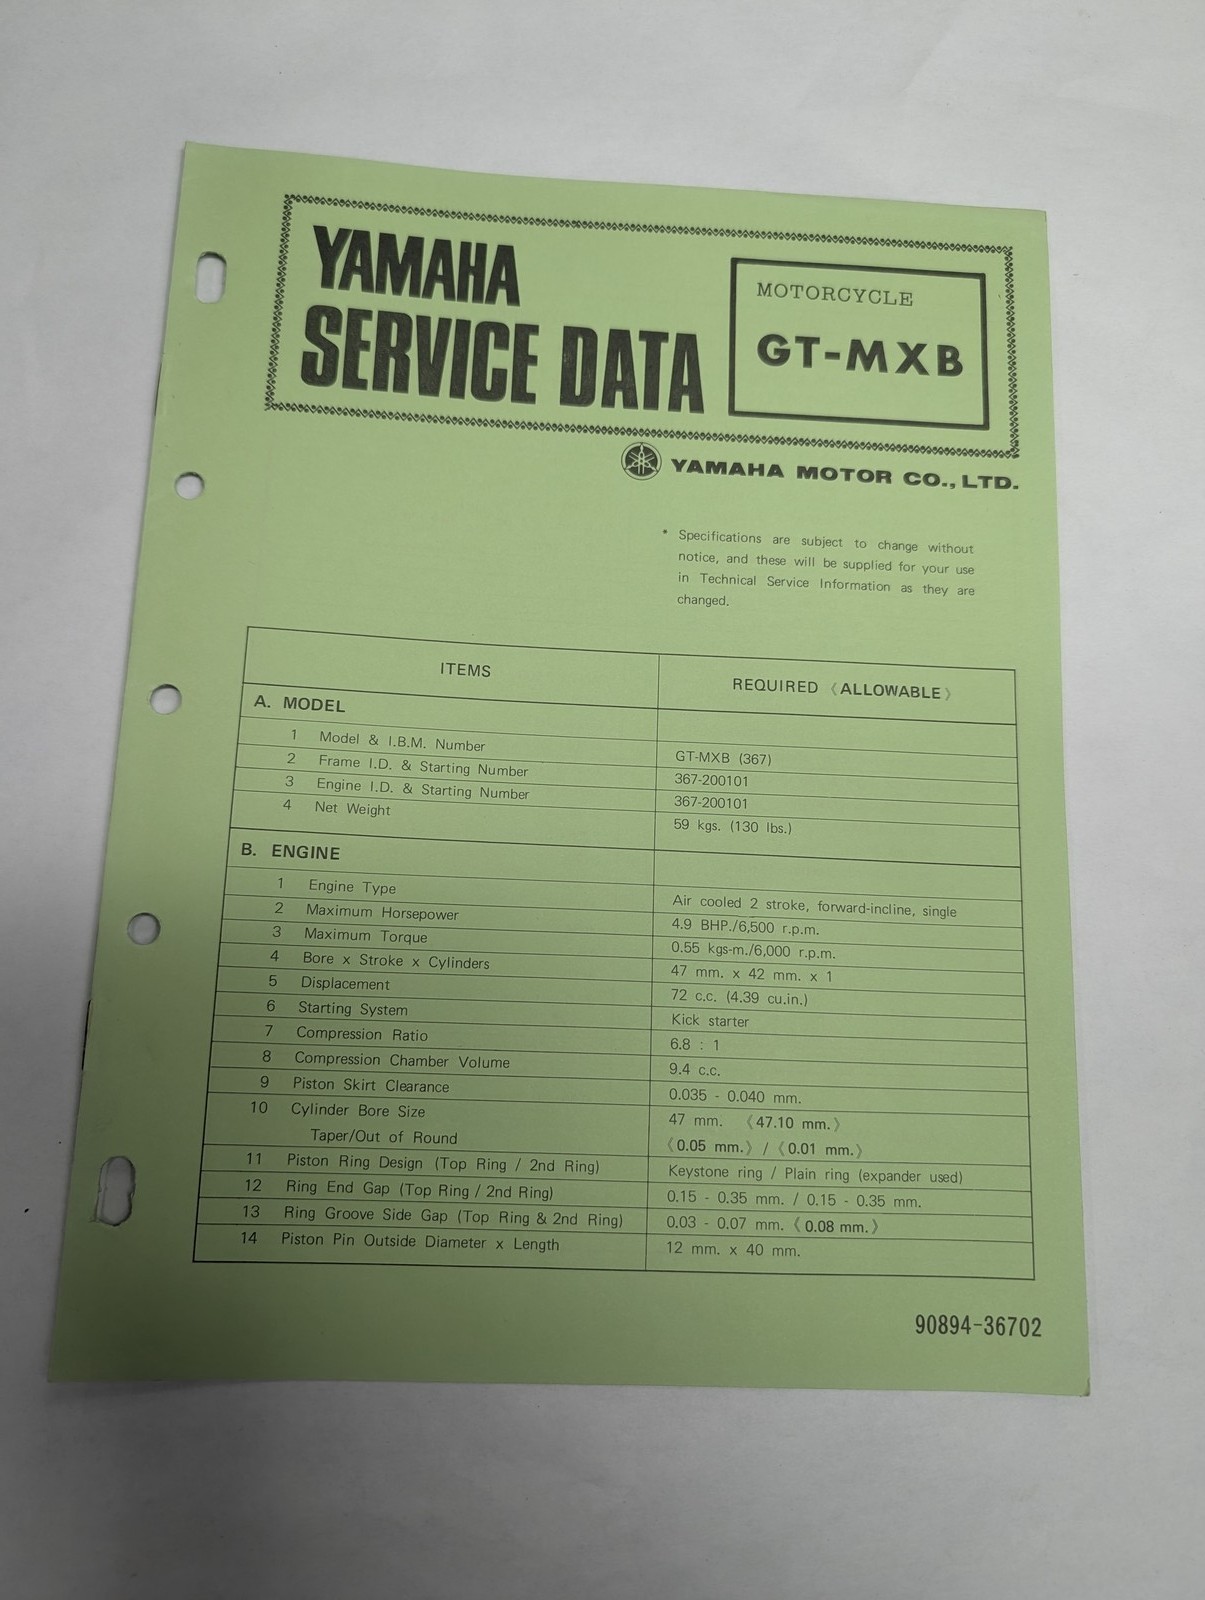 YAMAHA
SERVICE DATA
MOTORCYCLE
GT-MXB
YAMAHA MOTOR CO., LTD.
* Specifications are subject to change without
notice, and these will be supplied for your use
in Technical Service Information as they are
changed.
ITEMS REQUIRED 《ALLOWABLE》
A. MODEL
1 Model & I.B.M. Number GT-MXB (367)
2 Frame I.D. & Starting Number 367-200101
3 Engine I.D. & Starting Number 367-200101
4 Net Weight 59 kgs. (130 lbs.)
B. ENGINE
1 Engine Type Air cooled 2 stroke, forward-incline, single
2 Maximum Horsepower 4.9 BHP./6,500 r.p.m.
3 Maximum Torque 0.55 kgs-m./6,000 r.p.m.
4 Bore x Stroke x Cylinders 47 mm. x 42 mm. x 1
5 Displacement 72 c.c. (4.39 cu.in.)
6 Starting System Kick starter
7 Compression Ratio 6.8 : 1
8 Compression Chamber Volume 9.4 c.c.
9 Piston Skirt Clearance 0.035 - 0.040 mm.
10 Cylinder Bore Size 47 mm. 《47.10 mm.》
Taper/Out of Round 《0.05 mm.》 / 《0.01 mm.》
11 Piston Ring Design (Top Ring / 2nd Ring) Keystone ring / Plain ring (expander used)
12 Ring End Gap (Top Ring / 2nd Ring) 0.15 - 0.35 mm. / 0.15 - 0.35 mm.
13 Ring Groove Side Gap (Top Ring & 2nd Ring) 0.03 - 0.07 mm. 《0.08 mm.》
14 Piston Pin Outside Diameter x Length 12 mm. x 40 mm.
90894-36702